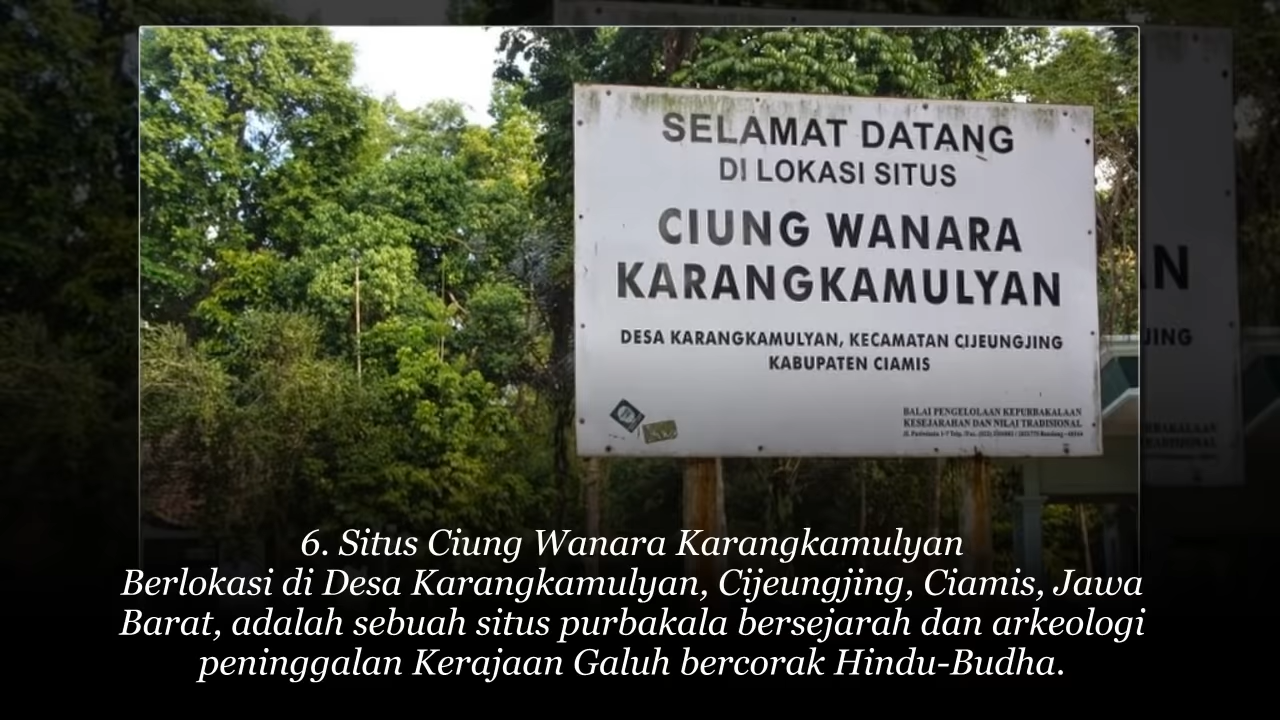 SELAMAT DATANG
DI LOKASI SITUS
CIUNG WANARA
KARANGKAMULYAN
DESA KARANGKAMULYAN, KECAMATAN CIJEUNGJING
KABUPATEN CIAMIS
BALAI PENGELOLAAN KEPURBAKALAAN
KESEJARAHAN DAN NILAI TRADISIONAL
6. Situs Ciung Wanara Karangkamulyan
Berlokasi di Desa Karangkamulyan, Cijeungjing, Ciamis, Jawa
Barat, adalah sebuah situs purbakala bersejarah dan arkeologi
peninggalan Kerajaan Galuh bercorak Hindu-Budha.